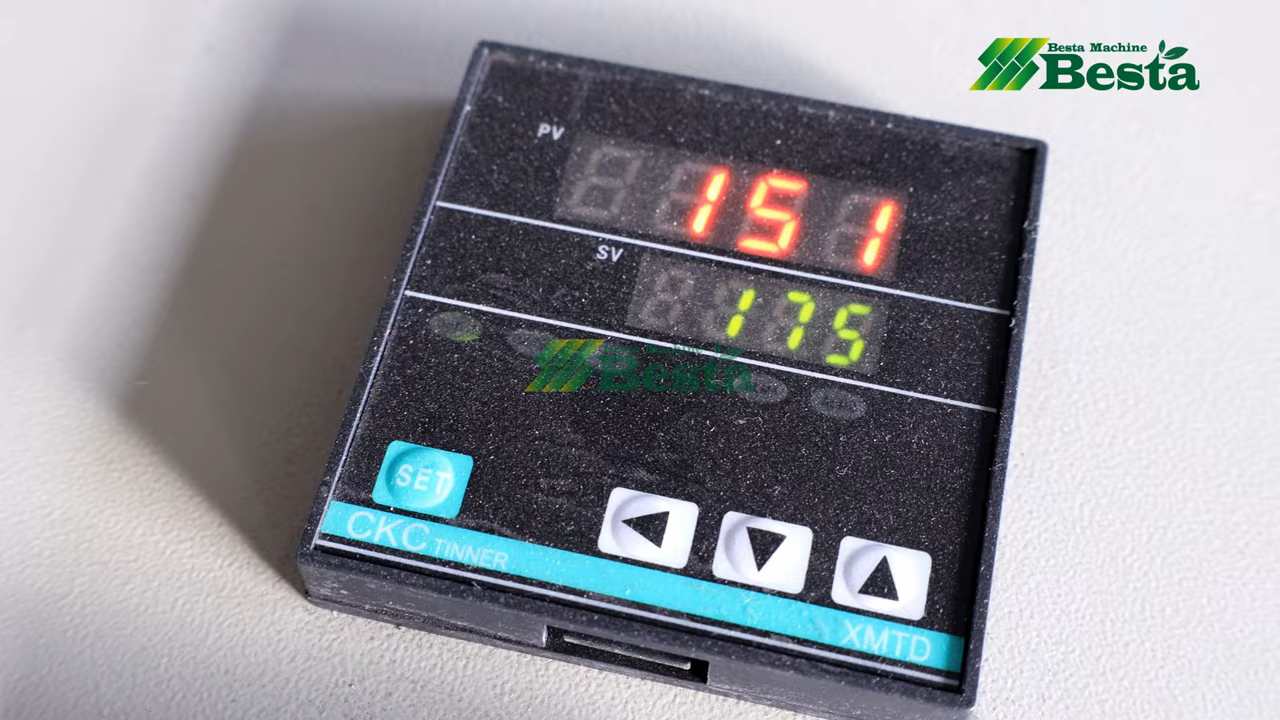 Besta Machine
Besta
PV
151
SV
175
Besta
SET
CKC TINNER
XMTD